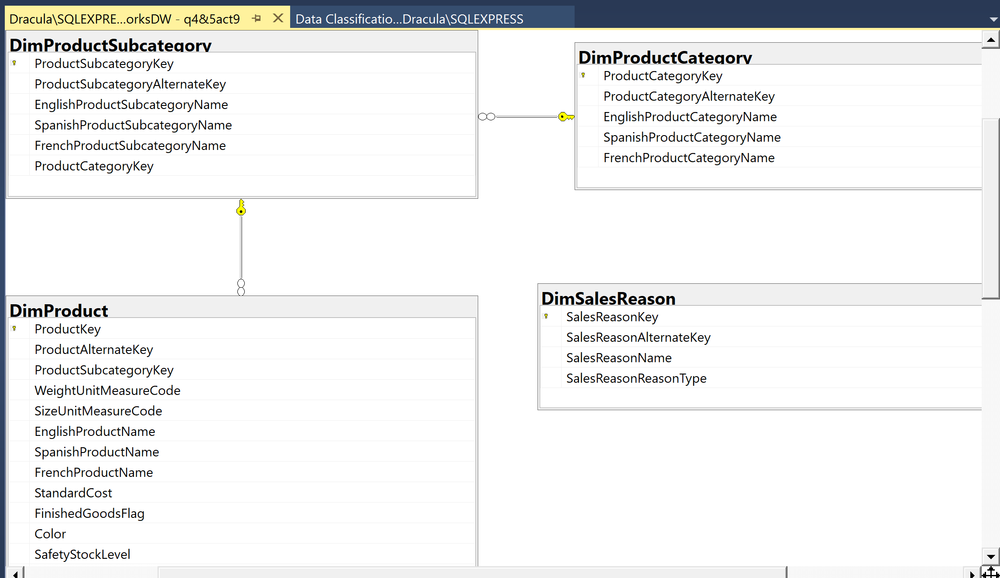 Dracula\SQLEXPRE...orksDW - q4&5act9
Data Classificatio...Dracula\SQLEXPRESS
DimProductSubcategory
ProductSubcategoryKey
ProductSubcategoryAlternateKey
EnglishProductSubcategoryName
SpanishProductSubcategoryName
FrenchProductSubcategoryName
ProductCategoryKey
DimProductCategory
ProductCategoryKey
ProductCategoryAlternateKey
EnglishProductCategoryName
SpanishProductCategoryName
FrenchProductCategoryName
DimProduct
ProductKey
ProductAlternateKey
ProductSubcategoryKey
WeightUnitMeasureCode
SizeUnitMeasureCode
EnglishProductName
SpanishProductName
FrenchProductName
StandardCost
FinishedGoodsFlag
Color
SafetyStockLevel
DimSalesReason
SalesReasonKey
SalesReasonAlternateKey
SalesReasonName
SalesReasonReasonType